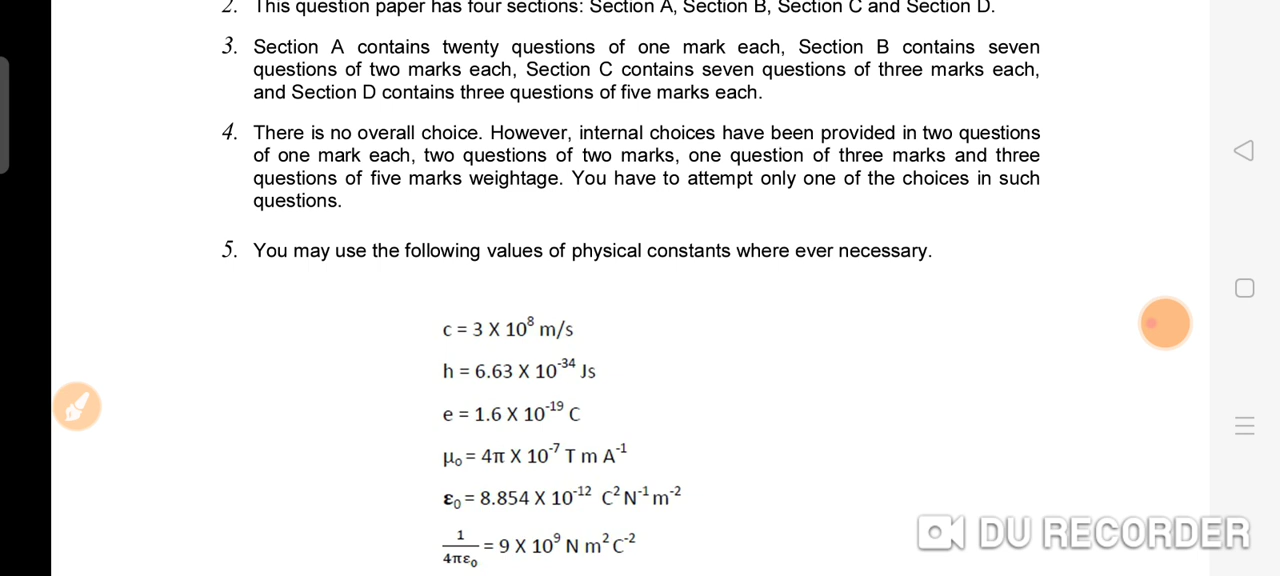 2. This question paper has four sections: Section A, Section B, Section C and Section D.
3. Section A contains twenty questions of one mark each, Section B contains seven
questions of two marks each, Section C contains seven questions of three marks each,
and Section D contains three questions of five marks each.
4. There is no overall choice. However, internal choices have been provided in two questions
of one mark each, two questions of two marks, one question of three marks and three
questions of five marks weightage. You have to attempt only one of the choices in such
questions.
5. You may use the following values of physical constants where ever necessary.
c = 3 X 10⁸ m/s
h = 6.63 X 10⁻³⁴ Js
e = 1.6 X 10⁻¹⁹ C
µₒ = 4π X 10⁻⁷ T m A⁻¹
ε₀ = 8.854 X 10⁻¹² C² N⁻¹ m⁻²
1/4πε₀ = 9 X 10⁹ N m² C⁻²
DU RECORDER